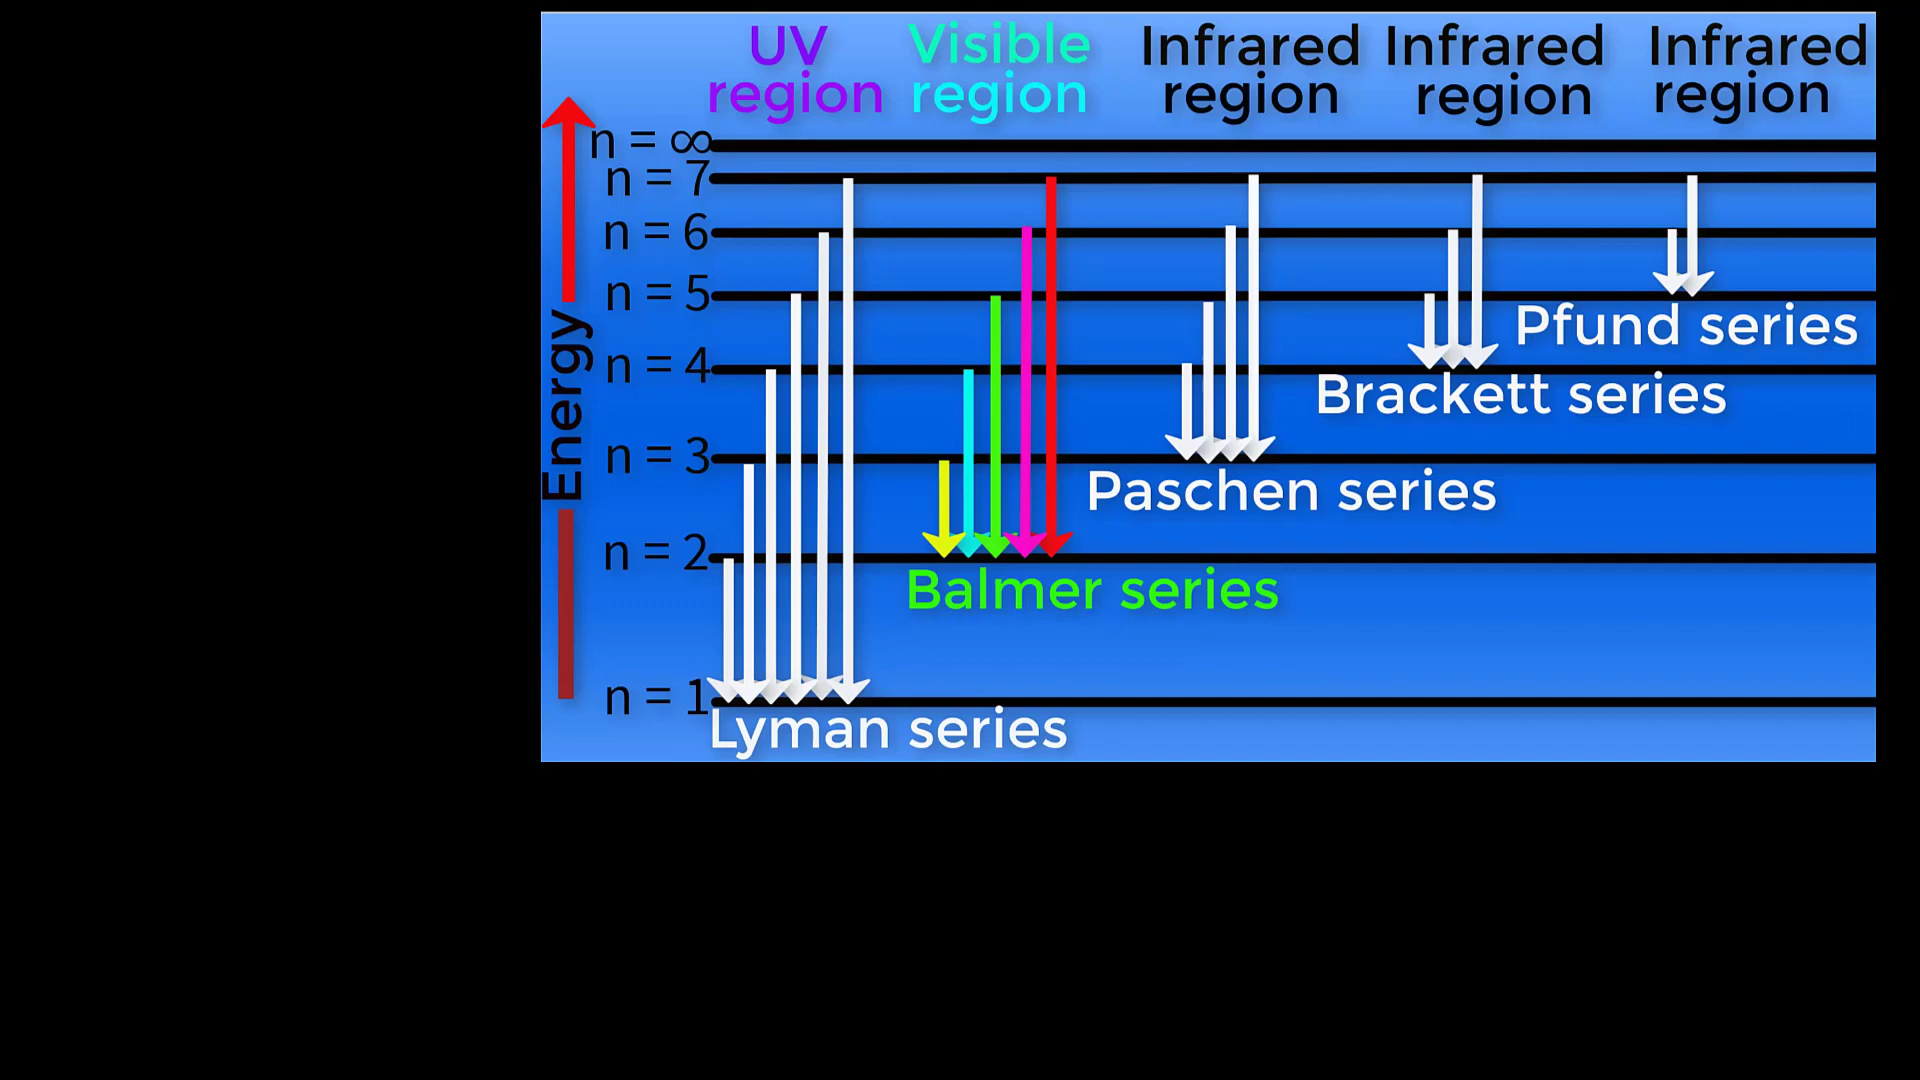 UV region
Visible region
Infrared region
Infrared region
Infrared region
n = ∞
n = 7
n = 6
n = 5
n = 4
n = 3
n = 2
n = 1
Energy
Pfund series
Brackett series
Paschen series
Balmer series
Lyman series